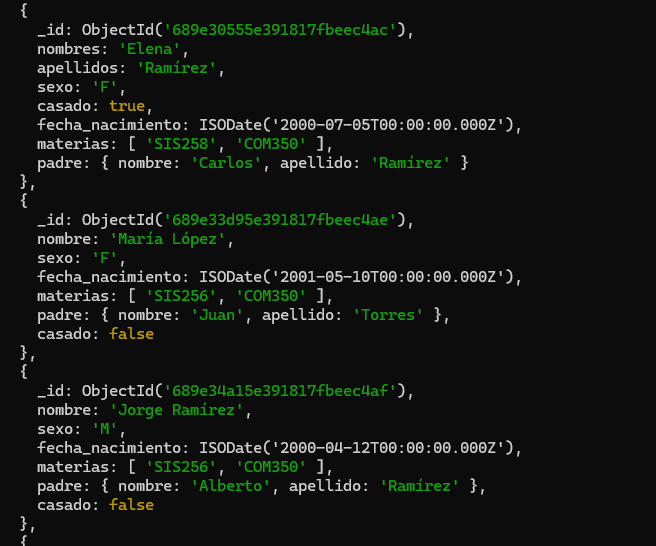 {
_id: ObjectId('689e30555e391817fbeec4ac'),
nombres: 'Elena',
apellidos: 'Ramírez',
sexo: 'F',
casado: true,
fecha_nacimiento: ISODate('2000-07-05T00:00:00.000Z'),
materias: [ 'SIS258', 'COM350' ],
padre: { nombre: 'Carlos', apellido: 'Ramírez' }
},
{
_id: ObjectId('689e33d95e391817fbeec4ae'),
nombre: 'María López',
sexo: 'F',
fecha_nacimiento: ISODate('2001-05-10T00:00:00.000Z'),
materias: [ 'SIS256', 'COM350' ],
padre: { nombre: 'Juan', apellido: 'Torres' },
casado: false
},
{
_id: ObjectId('689e34a15e391817fbeec4af'),
nombre: 'Jorge Ramírez',
sexo: 'M',
fecha_nacimiento: ISODate('2000-04-12T00:00:00.000Z'),
materias: [ 'SIS256', 'COM350' ],
padre: { nombre: 'Alberto', apellido: 'Ramírez' },
casado: false
},
{